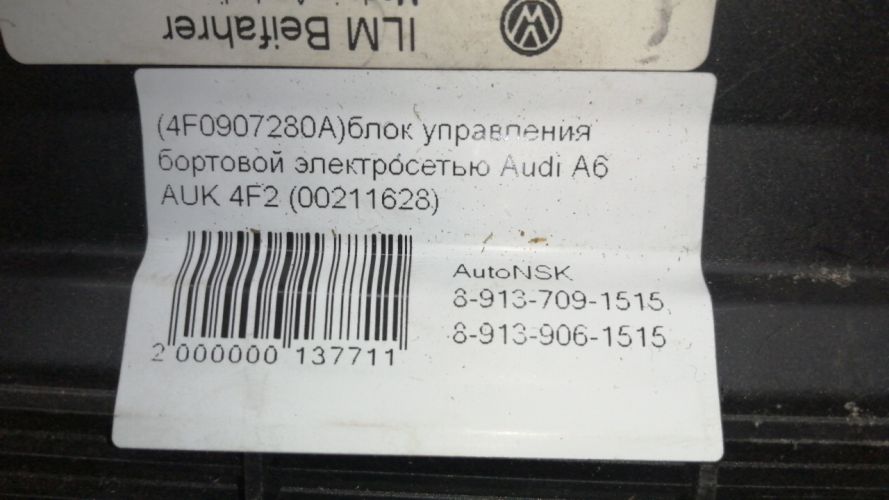 ILM Beifahrer
(4F0907280A)блок управления
бортовой электросетью Audi A6
AUK 4F2 (00211628)
2 000000 137711
AutoNSK
8-913-709-1515
8-913-906-1515